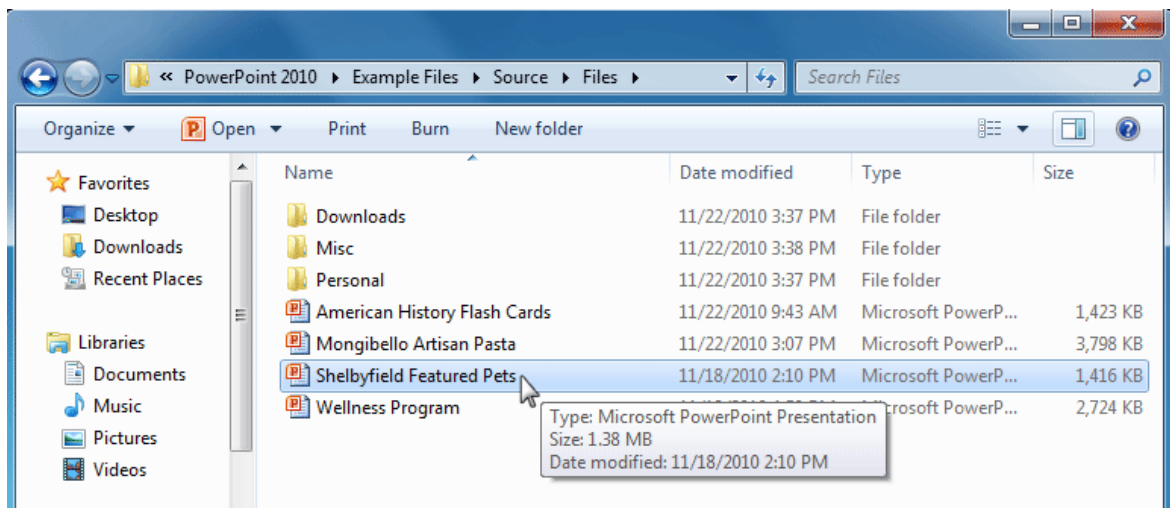 « PowerPoint 2010 ▸ Example Files ▸ Source ▸ Files ▸ Search Files
Organize Open Print Burn New folder
Name Date modified Type Size
Favorites
Desktop
Downloads
Recent Places
Libraries
Documents
Music
Pictures
Videos
Downloads 11/22/2010 3:37 PM File folder
Misc 11/22/2010 3:38 PM File folder
Personal 11/22/2010 3:37 PM File folder
American History Flash Cards 11/22/2010 9:43 AM Microsoft PowerP... 1,423 KB
Mongibello Artisan Pasta 11/22/2010 3:07 PM Microsoft PowerP... 3,798 KB
Shelbyfield Featured Pets 11/18/2010 2:10 PM Microsoft PowerP... 1,416 KB
Wellness Program crosoft PowerP... 2,724 KB
Type: Microsoft PowerPoint Presentation
Size: 1.38 MB
Date modified: 11/18/2010 2:10 PM